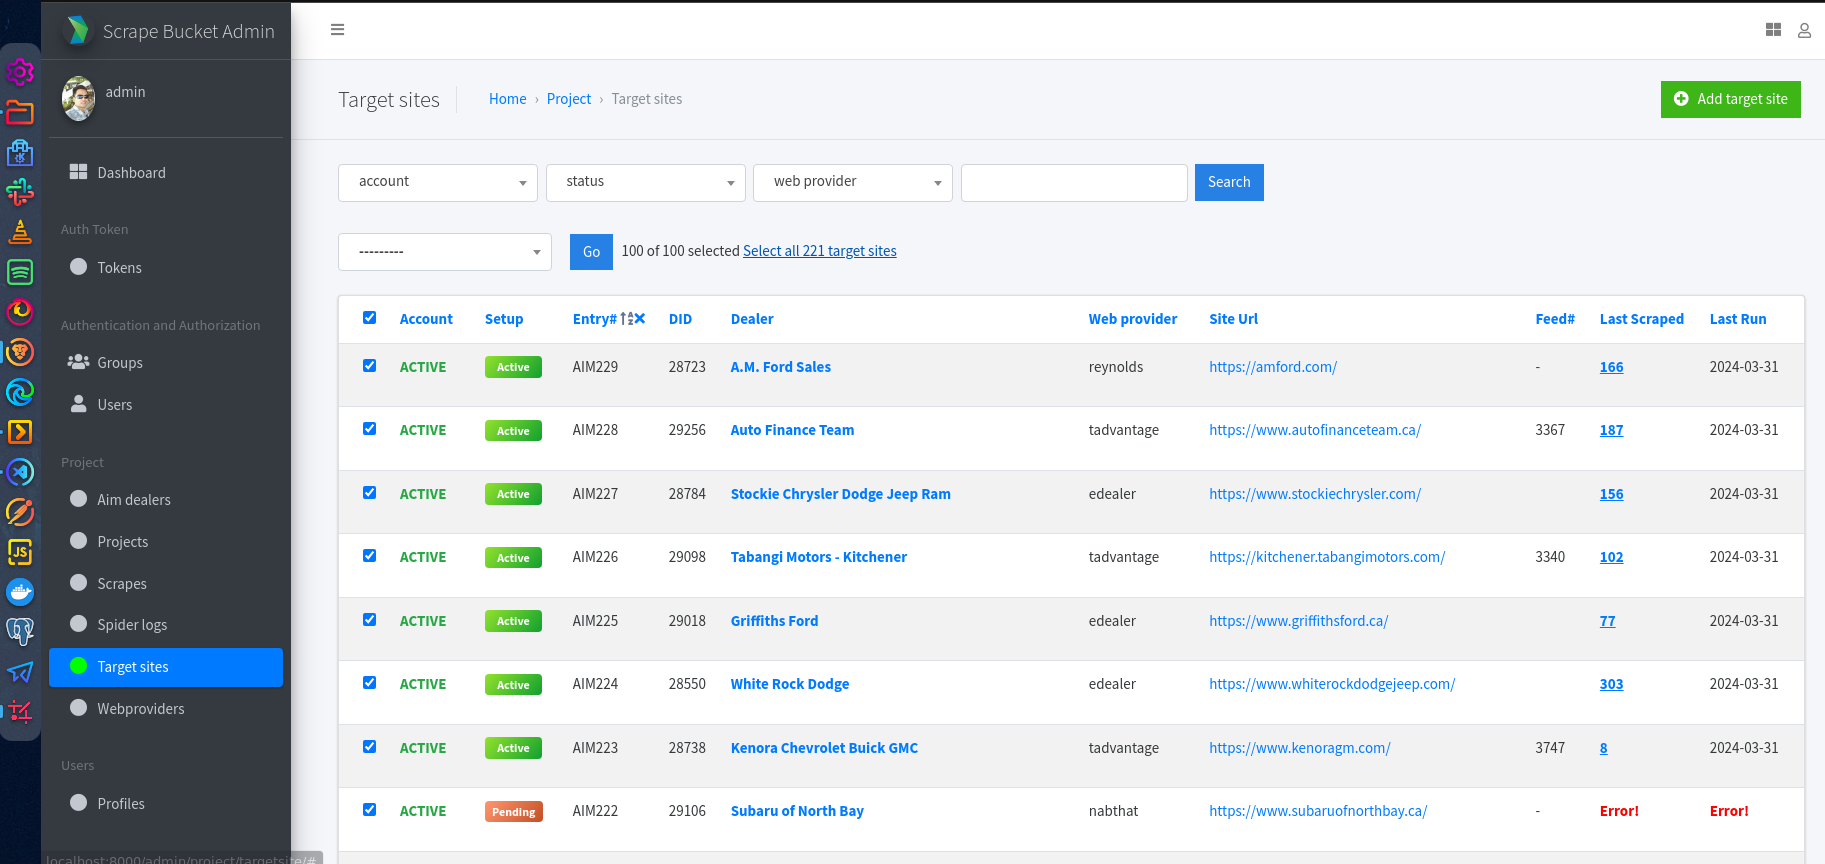 Scrape Bucket Admin
admin
Dashboard
Auth Token
Tokens
Authentication and Authorization
Groups
Users
Project
Aim dealers
Projects
Scrapes
Spider logs
Target sites
Webproviders
Users
Profiles
localhost:8000/admin/project/targetsite/#
Target sites
Home › Project › Target sites
Add target site
account status web provider Search
--------- Go 100 of 100 selected Select all 221 target sites
Account Setup Entry# DID Dealer Web provider Site Url Feed# Last Scraped Last Run
ACTIVE Active AIM229 28723 A.M. Ford Sales reynolds https://amford.com/ - 166 2024-03-31
ACTIVE Active AIM228 29256 Auto Finance Team tadvantage https://www.autofinanceteam.ca/ 3367 187 2024-03-31
ACTIVE Active AIM227 28784 Stockie Chrysler Dodge Jeep Ram edealer https://www.stockiechrysler.com/ 156 2024-03-31
ACTIVE Active AIM226 29098 Tabangi Motors - Kitchener tadvantage https://kitchener.tabangimotors.com/ 3340 102 2024-03-31
ACTIVE Active AIM225 29018 Griffiths Ford edealer https://www.griffithsford.ca/ 77 2024-03-31
ACTIVE Active AIM224 28550 White Rock Dodge edealer https://www.whiterockdodgejeep.com/ 303 2024-03-31
ACTIVE Active AIM223 28738 Kenora Chevrolet Buick GMC tadvantage https://www.kenoragm.com/ 3747 8 2024-03-31
ACTIVE Pending AIM222 29106 Subaru of North Bay nabthat https://www.subaruofnorthbay.ca/ - Error! Error!
JS